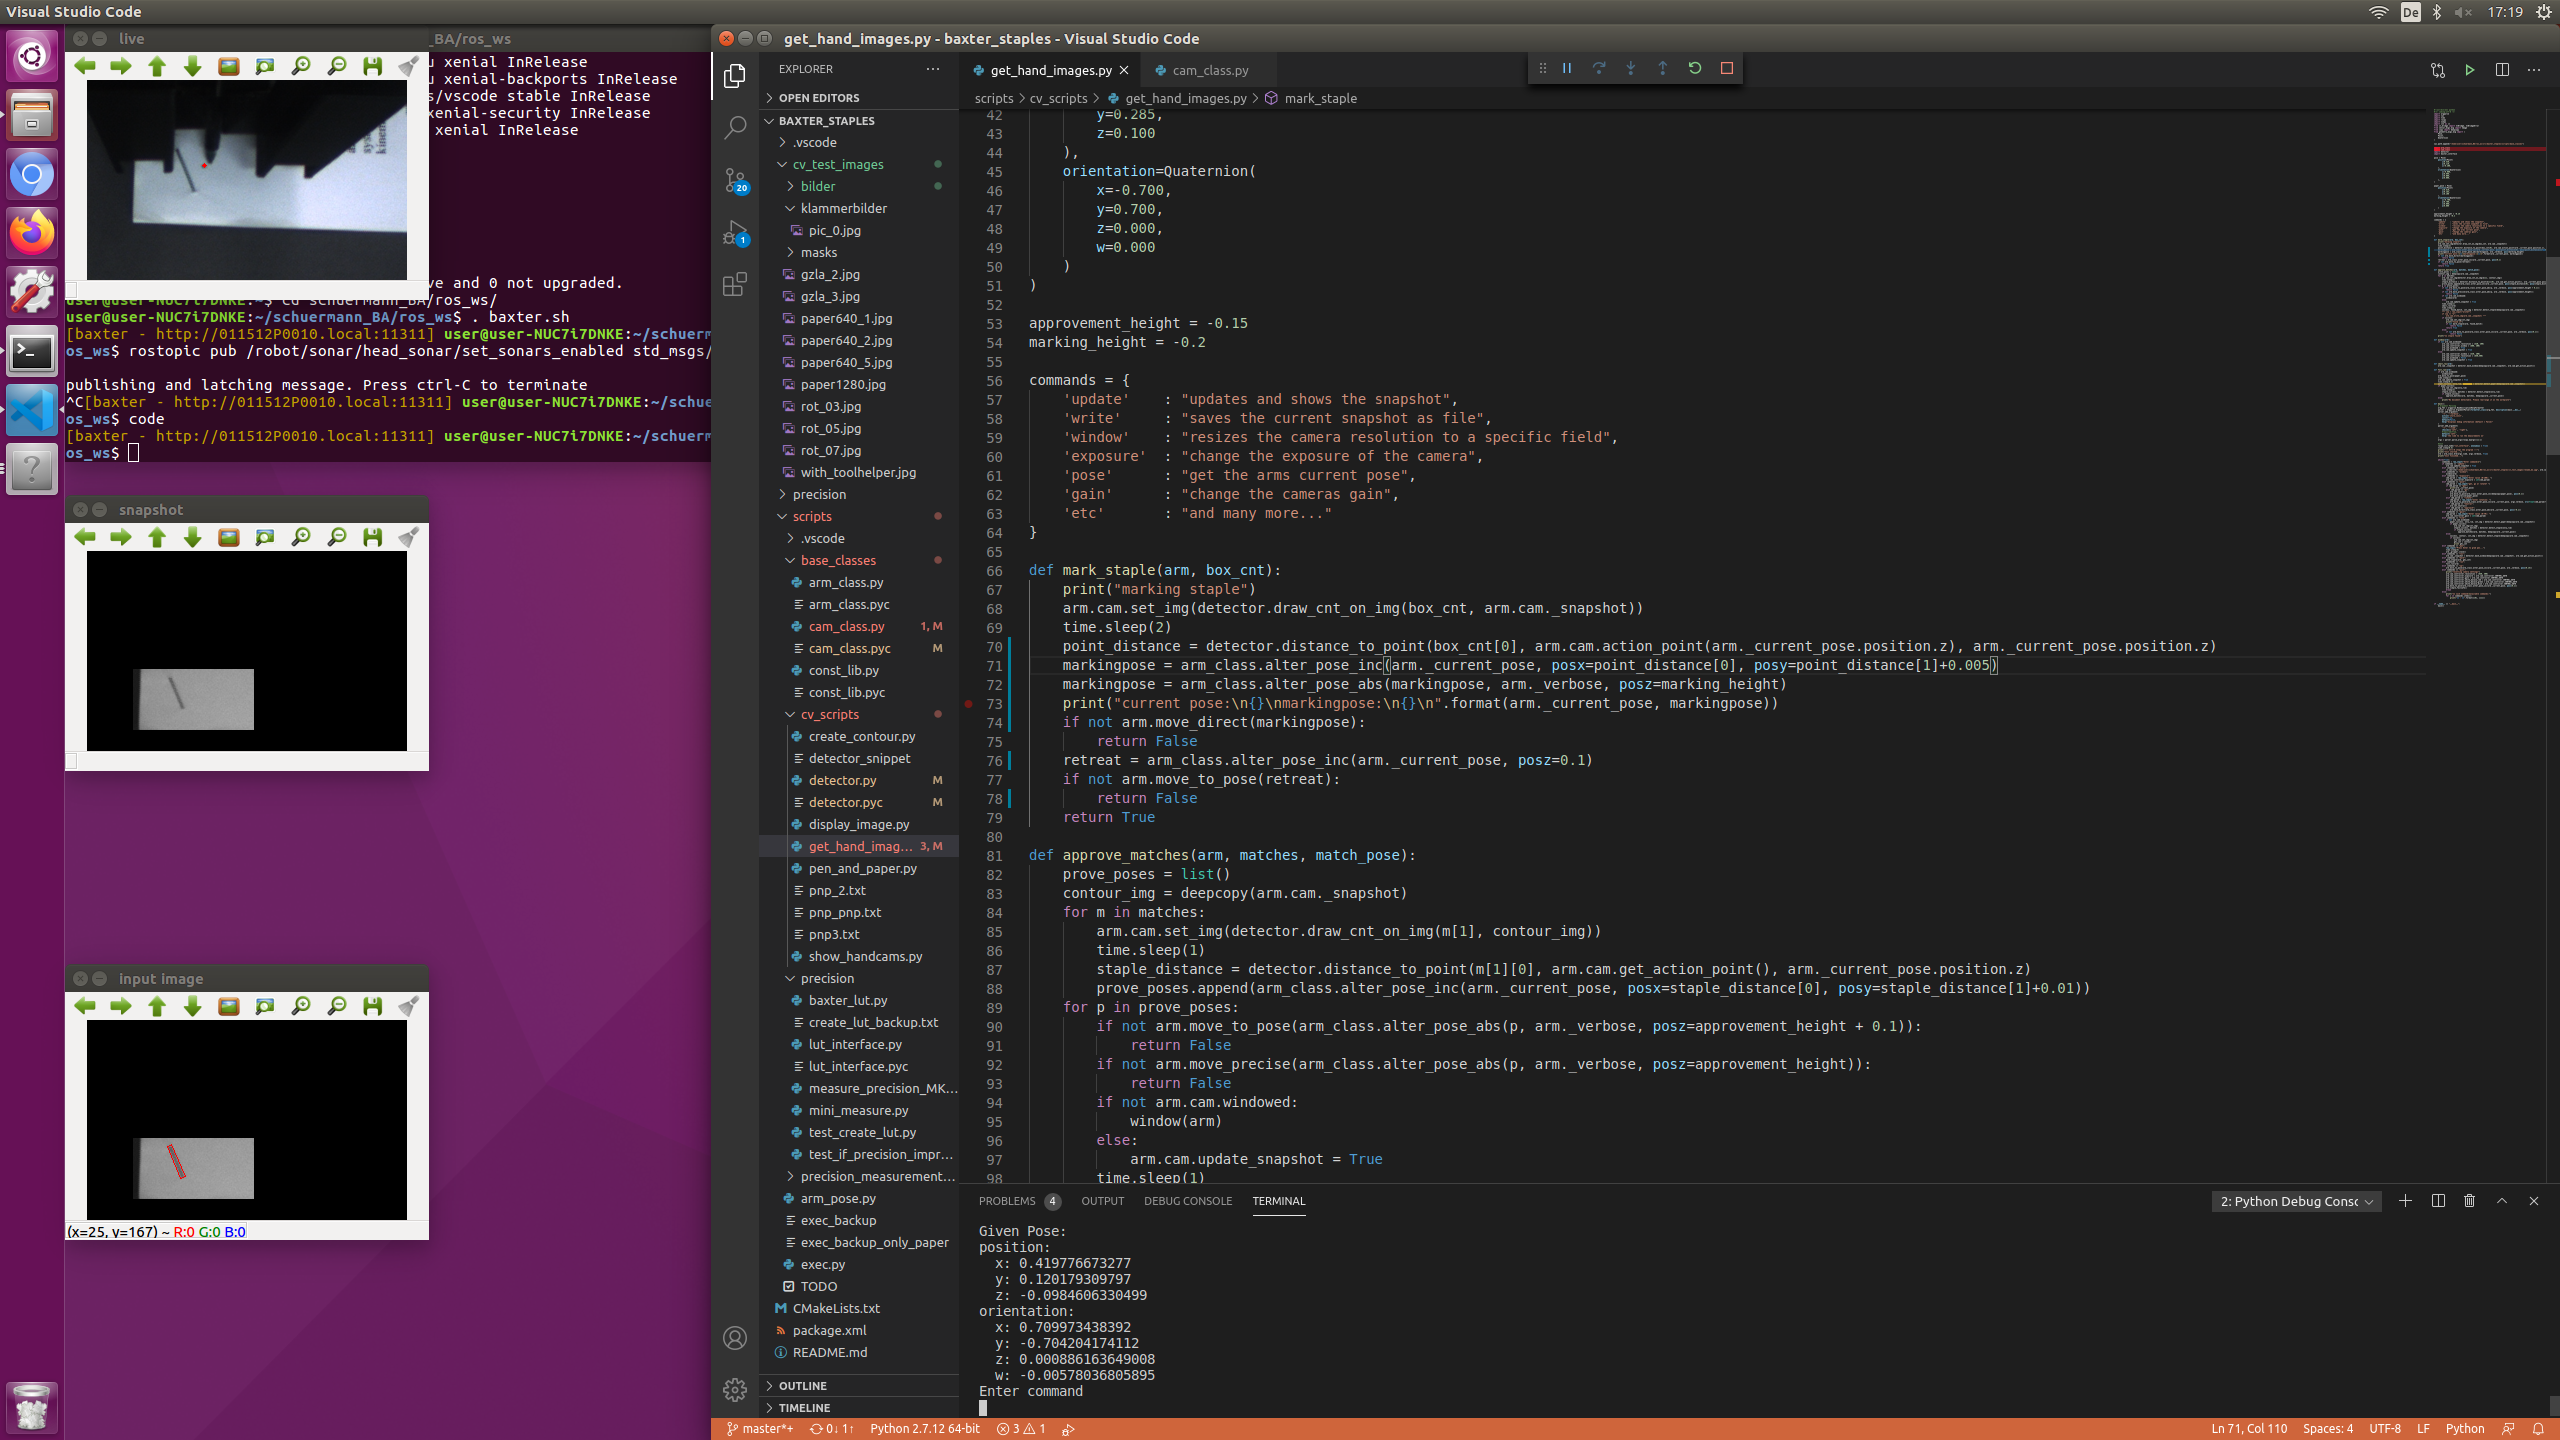 Visual Studio Code
De
17:19
live
_BA/ros_ws
u xenial InRelease
u xenial-backports InRelease
s/vscode stable InRelease
xenial-security InRelease
xenial InRelease
ve and 0 not upgraded.
user@user-NUC7i7DNKE:~$ cd schuermann_BA/ros_ws/
user@user-NUC7i7DNKE:~/schuermann_BA/ros_ws$ . baxter.sh
[baxter - http://011512P0010.local:11311] user@user-NUC7i7DNKE:~/schuerm
os_ws$ rostopic pub /robot/sonar/head_sonar/set_sonars_enabled std_msgs/
publishing and latching message. Press ctrl-C to terminate
^C[baxter - http://011512P0010.local:11311] user@user-NUC7i7DNKE:~/schue
os_ws$ code
[baxter - http://011512P0010.local:11311] user@user-NUC7i7DNKE:~/schuerm
os_ws$
snapshot
input image
(x=25, y=167) ~ R:0 G:0 B:0
get_hand_images.py - baxter_staples - Visual Studio Code
EXPLORER
OPEN EDITORS
BAXTER_STAPLES
.vscode
cv_test_images
bilder
klammerbilder
pic_0.jpg
masks
gzla_2.jpg
gzla_3.jpg
paper640_1.jpg
paper640_2.jpg
paper640_5.jpg
paper1280.jpg
rot_03.jpg
rot_05.jpg
rot_07.jpg
with_toolhelper.jpg
precision
scripts
.vscode
base_classes
arm_class.py
arm_class.pyc
cam_class.py 1, M
cam_class.pyc M
const_lib.py
const_lib.pyc
cv_scripts
create_contour.py
detector_snippet
detector.py M
detector.pyc M
display_image.py
get_hand_imag... 3, M
pen_and_paper.py
pnp_2.txt
pnp_pnp.txt
pnp3.txt
show_handcams.py
precision
baxter_lut.py
create_lut_backup.txt
lut_interface.py
lut_interface.pyc
measure_precision_MK...
mini_measure.py
test_create_lut.py
test_if_precision_impr...
precision_measurement...
arm_pose.py
exec_backup
exec_backup_only_paper
exec.py
TODO
CMakeLists.txt
package.xml
README.md
OUTLINE
TIMELINE
20
1
get_hand_images.py
cam_class.py
scripts > cv_scripts > get_hand_images.py > mark_staple
42 y=0.285,
43 z=0.100
44 ),
45 orientation=Quaternion(
46 x=-0.700,
47 y=0.700,
48 z=0.000,
49 w=0.000
50 )
51 )
52
53 approvement_height = -0.15
54 marking_height = -0.2
55
56 commands = {
57 'update' : "updates and shows the snapshot",
58 'write' : "saves the current snapshot as file",
59 'window' : "resizes the camera resolution to a specific field",
60 'exposure' : "change the exposure of the camera",
61 'pose' : "get the arms current pose",
62 'gain' : "change the cameras gain",
63 'etc' : "and many more..."
64 }
65
66 def mark_staple(arm, box_cnt):
67 print("marking staple")
68 arm.cam.set_img(detector.draw_cnt_on_img(box_cnt, arm.cam._snapshot))
69 time.sleep(2)
70 point_distance = detector.distance_to_point(box_cnt[0], arm.cam.action_point(arm._current_pose.position.z), arm._current_pose.position.z)
71 markingpose = arm_class.alter_pose_inc(arm._current_pose, posx=point_distance[0], posy=point_distance[1]+0.005)
72 markingpose = arm_class.alter_pose_abs(markingpose, arm._verbose, posz=marking_height)
73 print("current pose:\n{}\nmarkingpose:\n{}\n".format(arm._current_pose, markingpose))
74 if not arm.move_direct(markingpose):
75 return False
76 retreat = arm_class.alter_pose_inc(arm._current_pose, posz=0.1)
77 if not arm.move_to_pose(retreat):
78 return False
79 return True
80
81 def approve_matches(arm, matches, match_pose):
82 prove_poses = list()
83 contour_img = deepcopy(arm.cam._snapshot)
84 for m in matches:
85 arm.cam.set_img(detector.draw_cnt_on_img(m[1], contour_img))
86 time.sleep(1)
87 staple_distance = detector.distance_to_point(m[1][0], arm.cam.get_action_point(), arm._current_pose.position.z)
88 prove_poses.append(arm_class.alter_pose_inc(arm._current_pose, posx=staple_distance[0], posy=staple_distance[1]+0.01))
89 for p in prove_poses:
90 if not arm.move_to_pose(arm_class.alter_pose_abs(p, arm._verbose, posz=approvement_height + 0.1)):
91 return False
92 if not arm.move_precise(arm_class.alter_pose_abs(p, arm._verbose, posz=approvement_height)):
93 return False
94 if not arm.cam.windowed:
95 window(arm)
96 else:
97 arm.cam.update_snapshot = True
98 time.sleep(1)
PROBLEMS 4 OUTPUT DEBUG CONSOLE TERMINAL
2: Python Debug Consc
Given Pose:
position:
x: 0.419776673277
y: 0.120179309797
z: -0.0984606330499
orientation:
x: 0.709973438392
y: -0.704204174112
z: 0.000886163649008
w: -0.00578036805895
Enter command
master*+ 0↓ 1↑ Python 2.7.12 64-bit 3 1
Ln 71, Col 110 Spaces: 4 UTF-8 LF Python